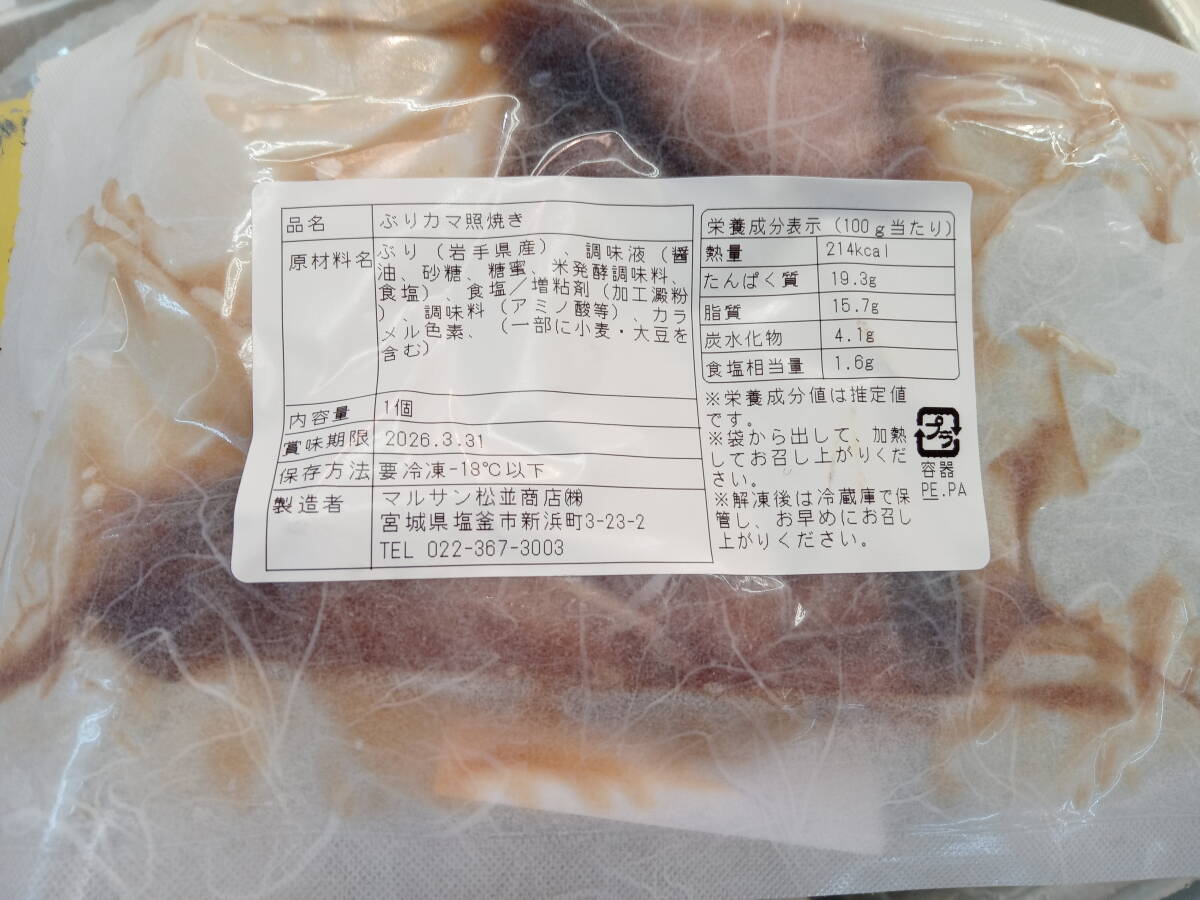 品名 ぶりカマ照焼き
原材料名 ぶり（岩手県産）、調味液（醤
油、砂糖、糖蜜、米発酵調味料、
食塩）、食塩／増粘剤（加工澱粉
）、調味料（アミノ酸等）、カラ
メル色素、（一部に小麦・大豆を
含む）
内容量 1個
賞味期限 2026.3.31
保存方法 要冷凍-18℃以下
製造者 マルサン松並商店㈱
宮城県塩釜市新浜町3-23-2
TEL 022-367-3003
栄養成分表示（100ｇ当たり）
熱量 214kcal
たんぱく質 19.3g
脂質 15.7g
炭水化物 4.1g
食塩相当量 1.6g
※栄養成分値は推定値
です。
※袋から出して、加熱
してお召し上がりくだ
さい。
※解凍後は冷蔵庫で保
管し、お早めにお召し
上がりください。
プラ
容器
PE.PA